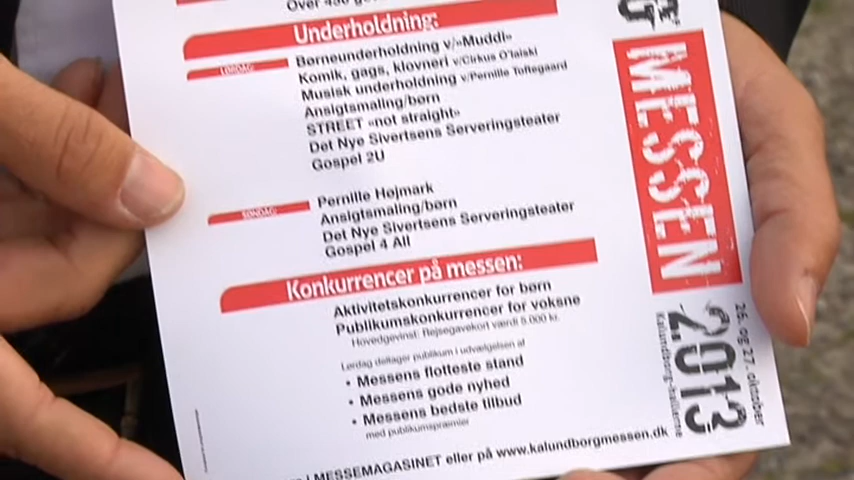 Underholdning:
LØRDAG:
Børneunderholdning v/»Muddi«
Komik, gags, klovneri v/Cirkus O'laiski
Musisk underholdning v/Pernille Toftegaard
Ansigtsmaling/børn
STREET »not straight«
Det Nye Sivertsens Serveringsteater
Gospel 2U
SØNDAG:
Pernille Højmark
Ansigtsmaling/børn
Det Nye Sivertsens Serveringsteater
Gospel 4 All
Konkurrencer på messen:
Aktivitetskonkurrencer for børn
Publikumskonkurrencer for voksne
Hovedgevinst: Rejsegavekort værdi 5.000 kr.
Lørdag deltager publikum i udvælgelsen af
• Messens flotteste stand
• Messens gode nyhed
• Messens bedste tilbud
med publikumspræmier
I MESSEMAGASINET eller på www.kalundborgmessen.dk
MESSEN
2013
26. og 27. oktober
Kalundborg-hallerne